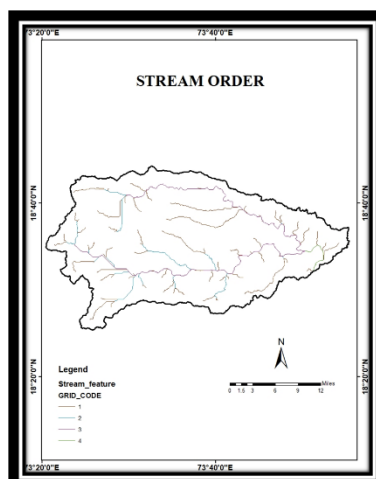 73°20'0"E 73°40'0"E
STREAM ORDER
18°40'0"N 18°40'0"N
N
Legend
Stream_feature
GRID_CODE
1
2
3
4
0 1.5 3 6 9 12
Miles
18°20'0"N 18°20'0"N
73°20'0"E 73°40'0"E